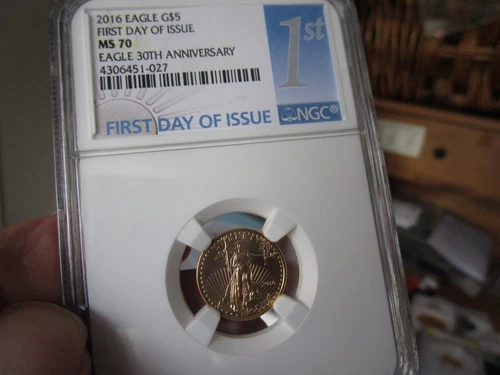 2016 EAGLE G$5
FIRST DAY OF ISSUE
MS 70
EAGLE 30TH ANNIVERSARY
4306451-027
1st
FIRST DAY OF ISSUE
NGC®